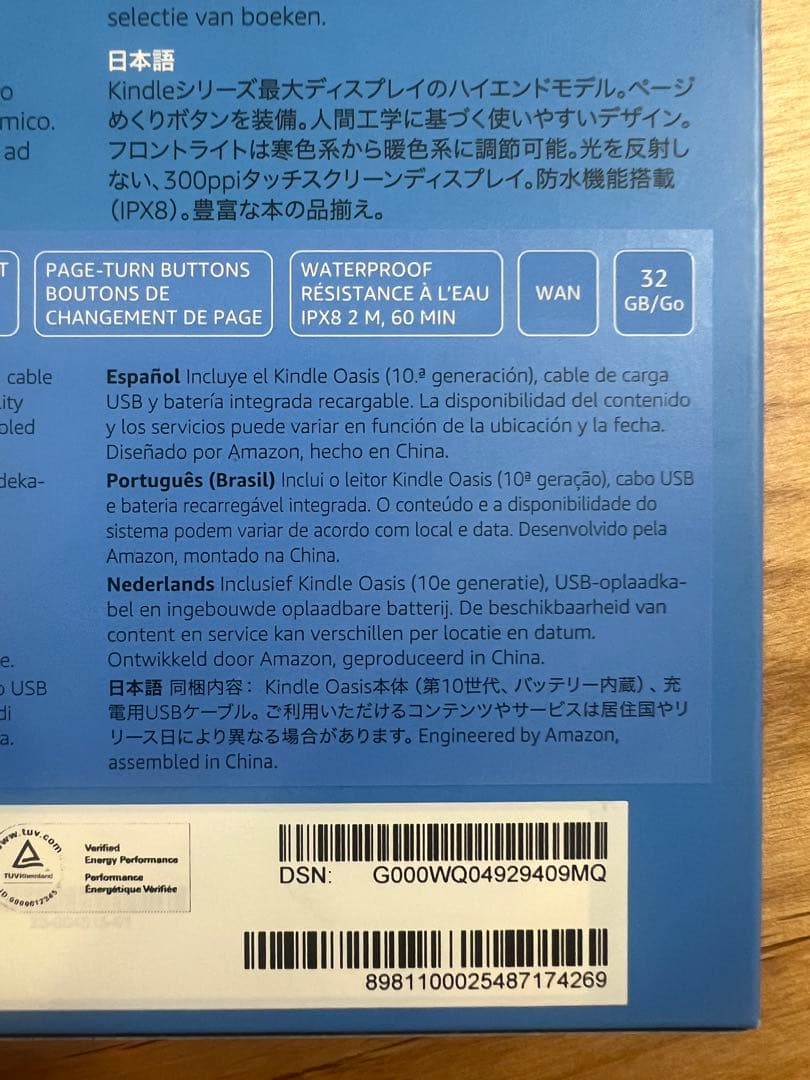 selectie van boeken.
日本語
Kindleシリーズ最大ディスプレイのハイエンドモデル。ページ
めくりボタンを装備。人間工学に基づく使いやすいデザイン。
フロントライトは寒色系から暖色系に調節可能。光を反射し
ない、300ppiタッチスクリーンディスプレイ。防水機能搭載
（IPX8）。豊富な本の品揃え。
o
mico.
ad
T
PAGE-TURN BUTTONS
BOUTONS DE
CHANGEMENT DE PAGE
WATERPROOF
RÉSISTANCE À L’EAU
IPX8 2 M, 60 MIN
WAN
32
GB/Go
cable
ity
oled
deka-
e.
o USB
di
a.
Español Incluye el Kindle Oasis (10.ª generación), cable de carga
USB y batería integrada recargable. La disponibilidad del contenido
y los servicios puede variar en función de la ubicación y la fecha.
Diseñado por Amazon, hecho en China.
Português (Brasil) Inclui o leitor Kindle Oasis (10ª geração), cabo USB
e bateria recarregável integrada. O conteúdo e a disponibilidade do
sistema podem variar de acordo com local e data. Desenvolvido pela
Amazon, montado na China.
Nederlands Inclusief Kindle Oasis (10e generatie), USB-oplaadka-
bel en ingebouwde oplaadbare batterij. De beschikbaarheid van
content en service kan verschillen per locatie en datum.
Ontwikkeld door Amazon, geproduceerd in China.
日本語 同梱内容： Kindle Oasis本体（第10世代、バッテリー内蔵）、充
電用USBケーブル。ご利用いただけるコンテンツやサービスは居住国やリ
リース日により異なる場合があります。Engineered by Amazon,
assembled in China.
www.tuv.com
TÜVRheinland
ID 0000012345
Verified
Energy Performance
Performance
Énergétique Vérifiée
DSN: G000WQ04929409MQ
8981100025487174269